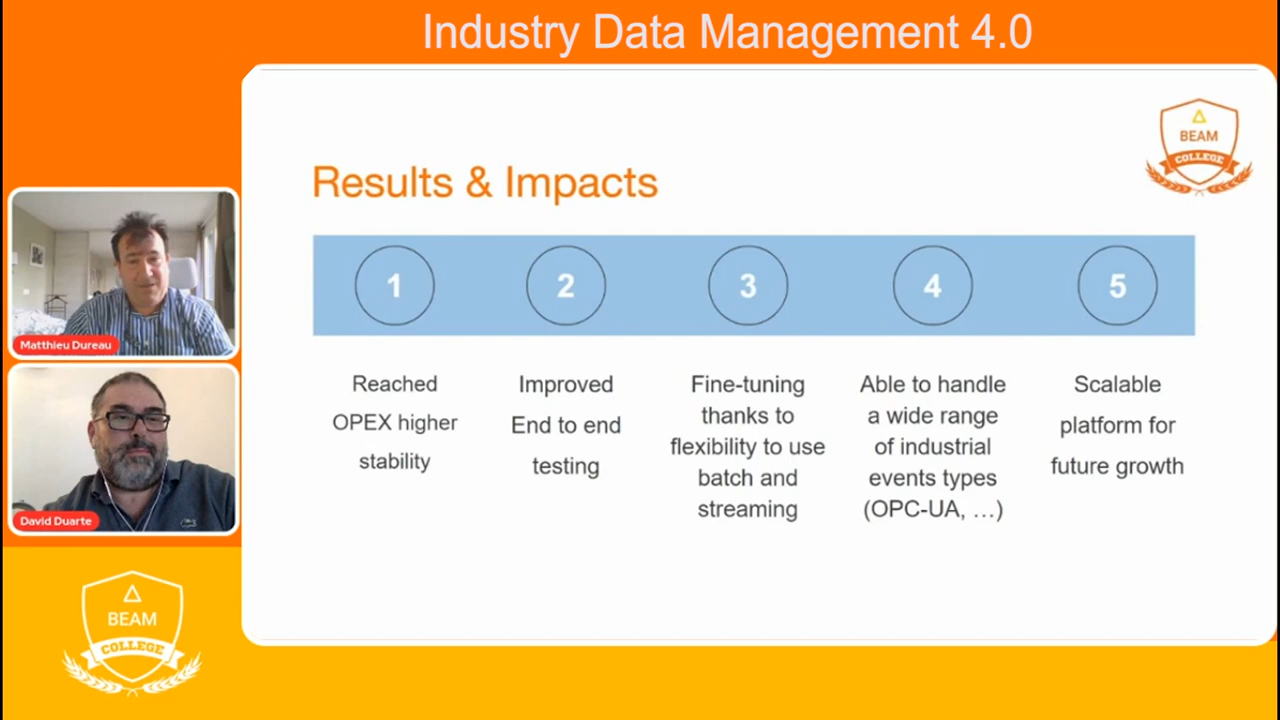 Industry Data Management 4.0
BEAM
COLLEGE
Results & Impacts
1
2
3
4
5
Reached
OPEX higher
stability
Improved
End to end
testing
Fine-tuning
thanks to
flexibility to use
batch and
streaming
Able to handle
a wide range
of industrial
events types
(OPC-UA, ...)
Scalable
platform for
future growth
Matthieu Dureau
David Duarte
BEAM
COLLEGE